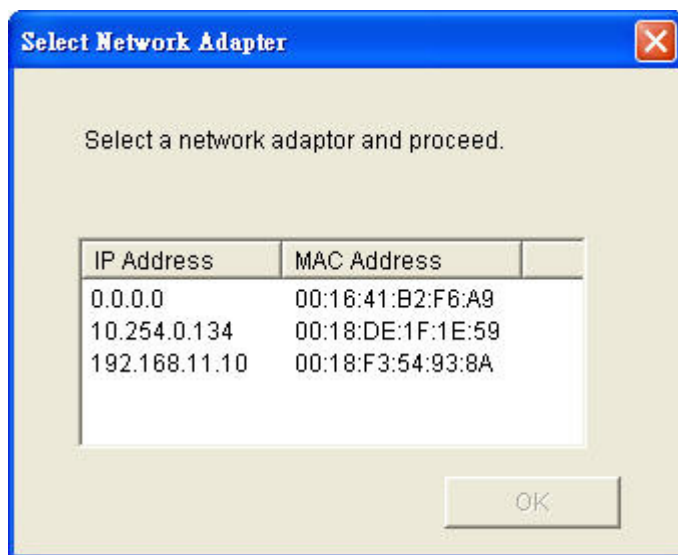 Select Network Adapter
Select a network adaptor and proceed.
IP Address MAC Address
0.0.0.0 00:16:41:B2:F6:A9
10.254.0.134 00:18:DE:1F:1E:59
192.168.11.10 00:18:F3:54:93:8A
OK